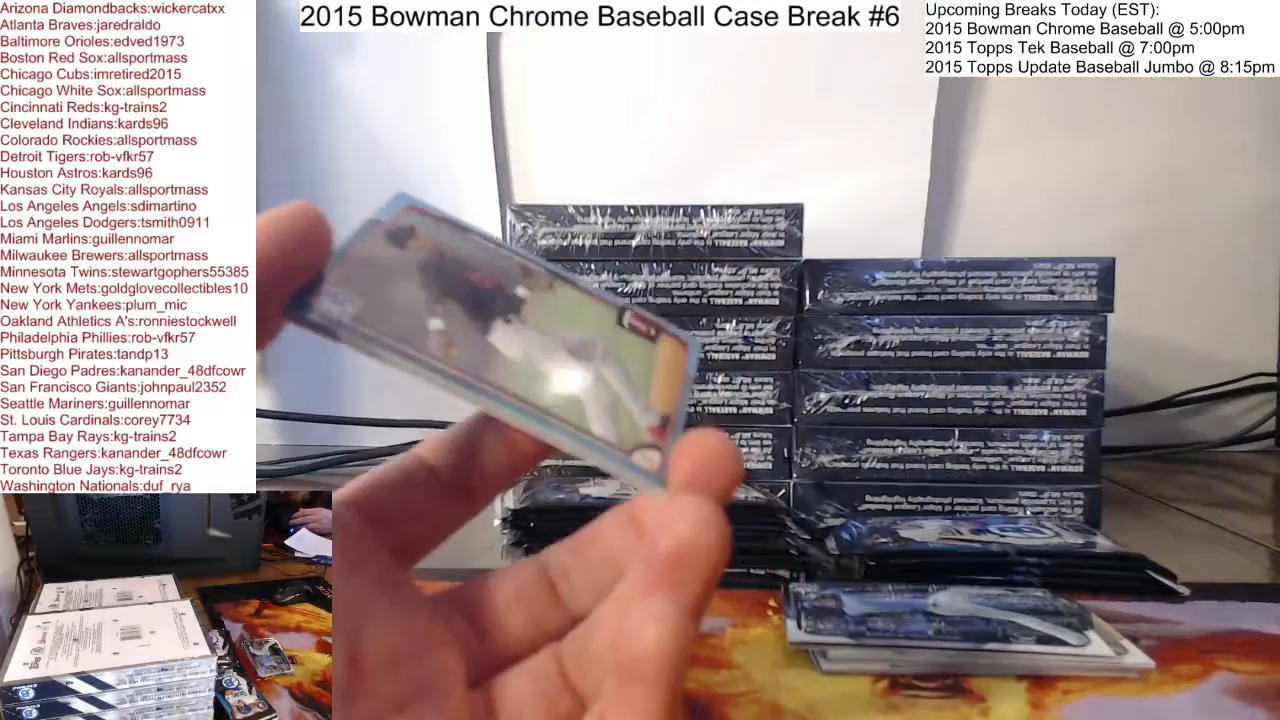 Arizona Diamondbacks:wickercatxx
Atlanta Braves:jaredraldo
Baltimore Orioles:edved1973
Boston Red Sox:allsportmass
Chicago Cubs:imretired2015
Chicago White Sox:allsportmass
Cincinnati Reds:kg-trains2
Cleveland Indians:kards96
Colorado Rockies:allsportmass
Detroit Tigers:rob-vfkr57
Houston Astros:kards96
Kansas City Royals:allsportmass
Los Angeles Angels:sdimartino
Los Angeles Dodgers:tsmith0911
Miami Marlins:guillennomar
Milwaukee Brewers:allsportmass
Minnesota Twins:stewartgophers55385
New York Mets:goldglovecollectibles10
New York Yankees:plum_mic
Oakland Athletics A's:ronniestockwell
Philadelphia Phillies:rob-vfkr57
Pittsburgh Pirates:tandp13
San Diego Padres:kanander_48dfcowr
San Francisco Giants:johnpaul2352
Seattle Mariners:guillennomar
St. Louis Cardinals:corey7734
Tampa Bay Rays:kg-trains2
Texas Rangers:kanander_48dfcowr
Toronto Blue Jays:kg-trains2
Washington Nationals:duf_rya
2015 Bowman Chrome Baseball Case Break #6
Upcoming Breaks Today (EST):
2015 Bowman Chrome Baseball @ 5:00pm
2015 Topps Tek Baseball @ 7:00pm
2015 Topps Update Baseball Jumbo @ 8:15pm